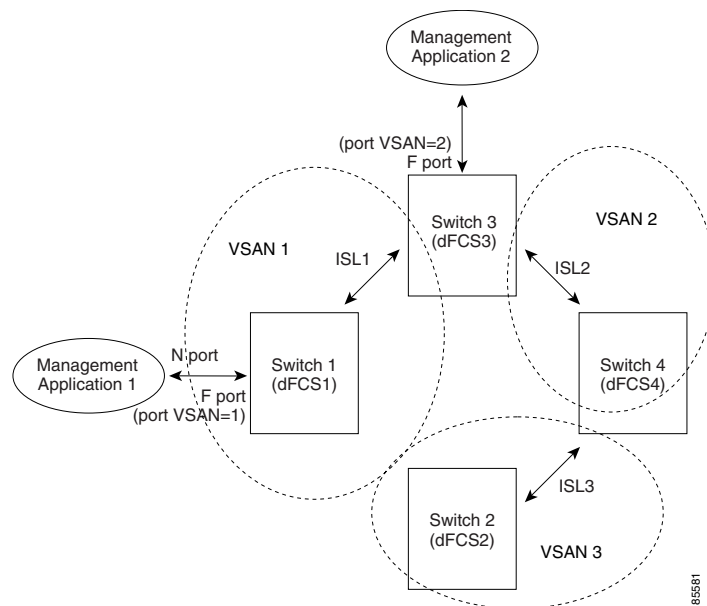 Management
Application 2
(port VSAN=2)
F port
Switch 3
(dFCS3)
VSAN 2
VSAN 1
ISL1
ISL2
Management
Application 1
N port
F port
(port VSAN=1)
Switch 1
(dFCS1)
Switch 4
(dFCS4)
ISL3
Switch 2
(dFCS2)
VSAN 3
85581